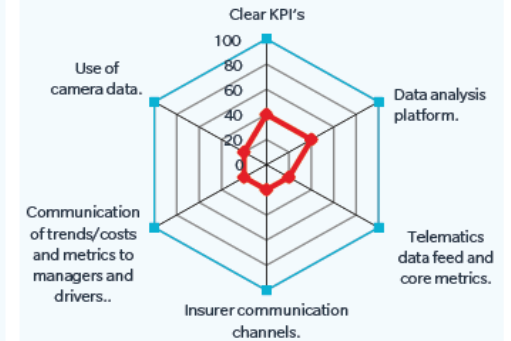 Clear KPI's
100
80
60
40
20
0
Use of
camera data.
Data analysis
platform.
Communication
of trends/costs
and metrics to
managers and
drivers..
Telematics
data feed and
core metrics.
Insurer communication
channels.